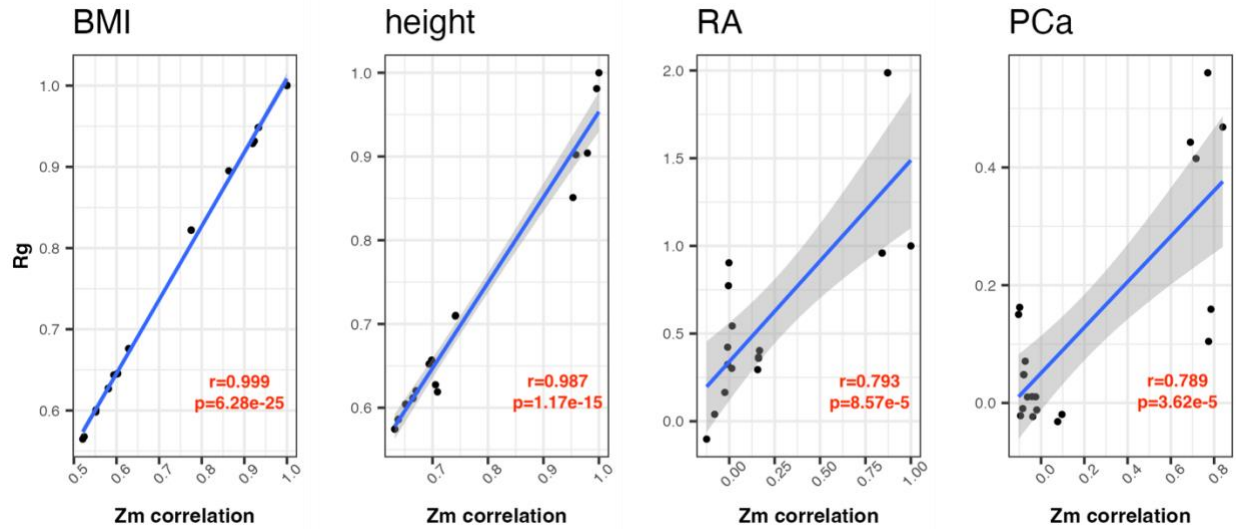 BMI
height
RA
PCa
Rg
1.0
0.9
0.8
0.7
0.6
r=0.999
p=6.28e-25
0.5
0.6
0.7
0.8
0.9
1.0
Zm correlation
1.0
0.9
0.8
0.7
0.6
r=0.987
p=1.17e-15
0.7
0.8
0.9
1.0
Zm correlation
2.0
1.5
1.0
0.5
0.0
r=0.793
p=8.57e-5
0.00
0.25
0.50
0.75
1.00
Zm correlation
0.4
0.2
0.0
r=0.789
p=3.62e-5
0.0
0.2
0.4
0.6
0.8
Zm correlation